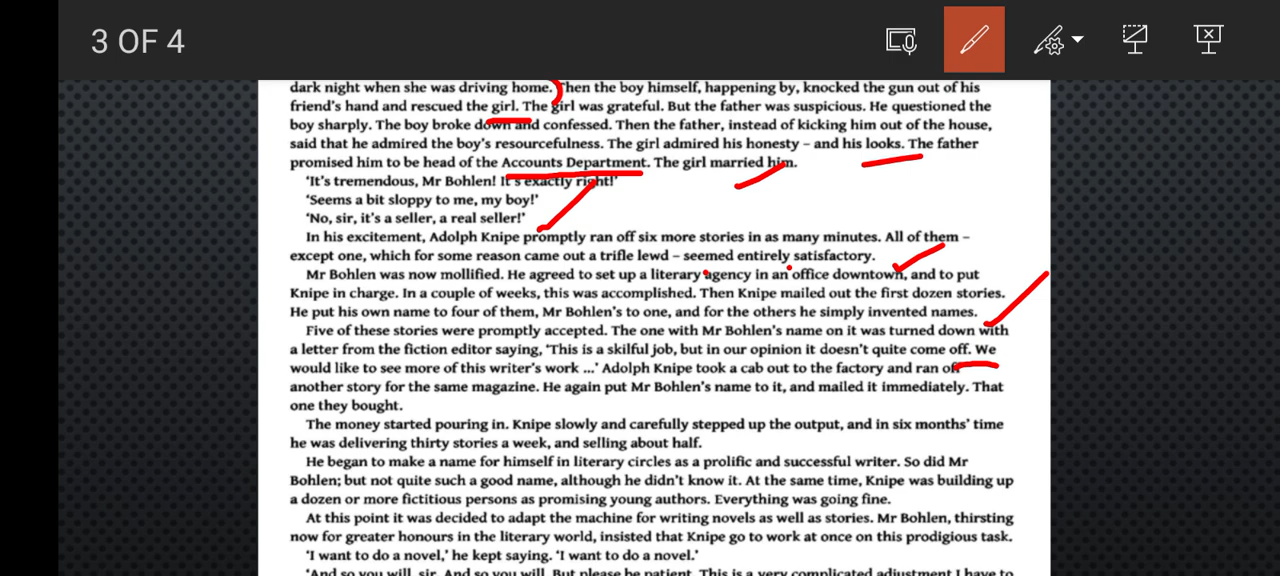 3 OF 4
dark night when she was driving home. Then the boy himself, happening by, knocked the gun out of his
friend's hand and rescued the girl. The girl was grateful. But the father was suspicious. He questioned the
boy sharply. The boy broke down and confessed. Then the father, instead of kicking him out of the house,
said that he admired the boy's resourcefulness. The girl admired his honesty – and his looks. The father
promised him to be head of the Accounts Department. The girl married him.
'It's tremendous, Mr Bohlen! It's exactly right!'
'Seems a bit sloppy to me, my boy!'
'No, sir, it's a seller, a real seller!'
In his excitement, Adolph Knipe promptly ran off six more stories in as many minutes. All of them –
except one, which for some reason came out a trifle lewd – seemed entirely satisfactory.
Mr Bohlen was now mollified. He agreed to set up a literary agency in an office downtown, and to put
Knipe in charge. In a couple of weeks, this was accomplished. Then Knipe mailed out the first dozen stories.
He put his own name to four of them, Mr Bohlen's to one, and for the others he simply invented names.
Five of these stories were promptly accepted. The one with Mr Bohlen's name on it was turned down with
a letter from the fiction editor saying, 'This is a skilful job, but in our opinion it doesn't quite come off. We
would like to see more of this writer's work ...' Adolph Knipe took a cab out to the factory and ran off
another story for the same magazine. He again put Mr Bohlen's name to it, and mailed it immediately. That
one they bought.
The money started pouring in. Knipe slowly and carefully stepped up the output, and in six months' time
he was delivering thirty stories a week, and selling about half.
He began to make a name for himself in literary circles as a prolific and successful writer. So did Mr
Bohlen; but not quite such a good name, although he didn't know it. At the same time, Knipe was building up
a dozen or more fictitious persons as promising young authors. Everything was going fine.
At this point it was decided to adapt the machine for writing novels as well as stories. Mr Bohlen, thirsting
now for greater honours in the literary world, insisted that Knipe go to work at once on this prodigious task.
'I want to do a novel,' he kept saying. 'I want to do a novel.'
'And so you will, sir. And so you will. But please be patient. This is a very complicated adjustment I have to